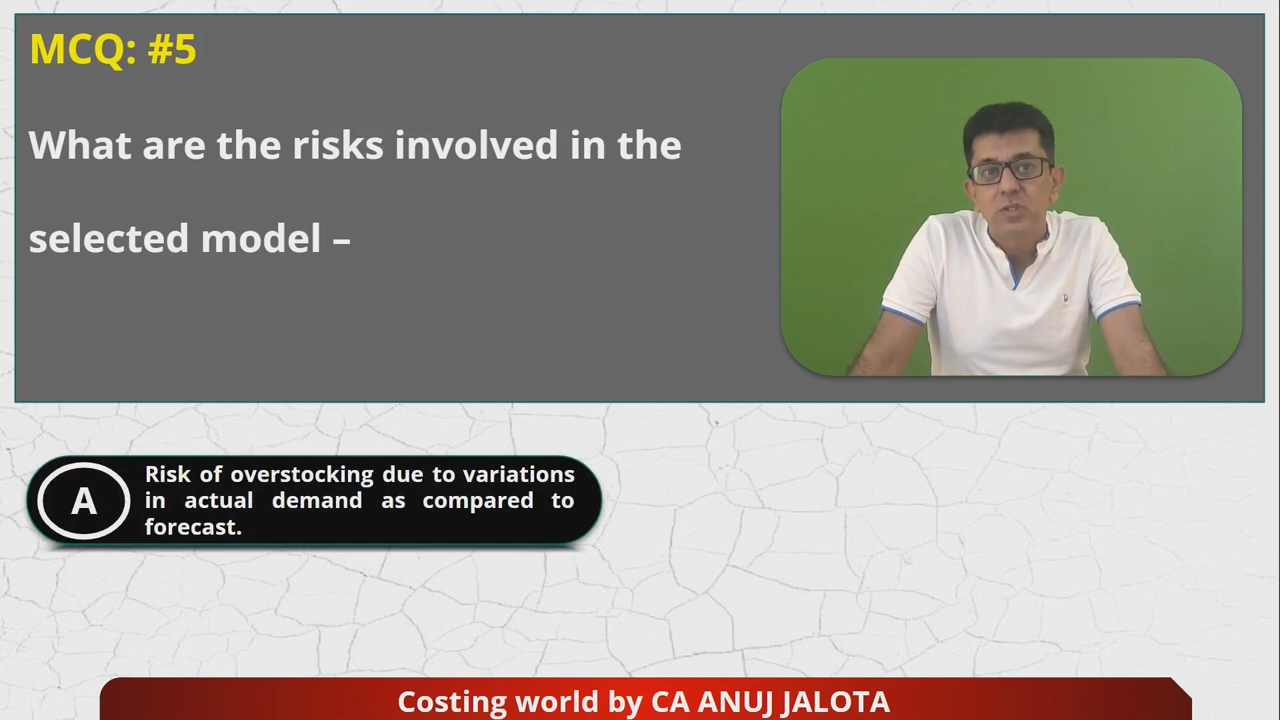 MCQ: #5
What are the risks involved in the
selected model –
A
Risk of overstocking due to variations
in actual demand as compared to
forecast.
Costing world by CA ANUJ JALOTA